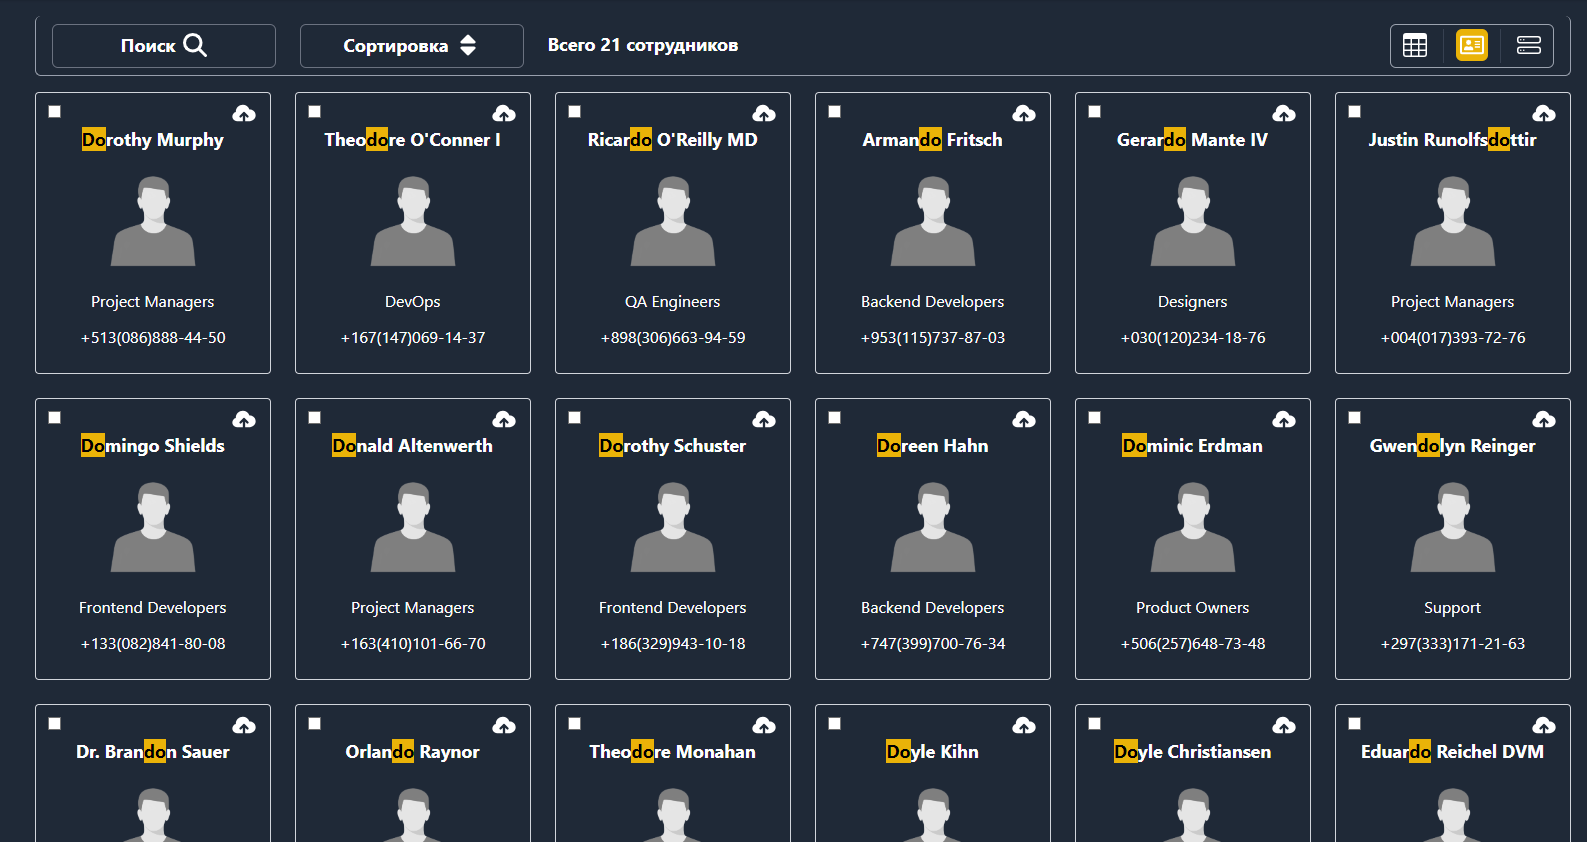 Поиск
Сортировка
Всего 21 сотрудников
Dorothy Murphy
Project Managers
+513(086)888-44-50
Theodore O'Conner I
DevOps
+167(147)069-14-37
Ricardo O'Reilly MD
QA Engineers
+898(306)663-94-59
Armando Fritsch
Backend Developers
+953(115)737-87-03
Gerardo Mante IV
Designers
+030(120)234-18-76
Justin Runolfsdottir
Project Managers
+004(017)393-72-76
Domingo Shields
Frontend Developers
+133(082)841-80-08
Donald Altenwerth
Project Managers
+163(410)101-66-70
Dorothy Schuster
Frontend Developers
+186(329)943-10-18
Doreen Hahn
Backend Developers
+747(399)700-76-34
Dominic Erdman
Product Owners
+506(257)648-73-48
Gwendolyn Reinger
Support
+297(333)171-21-63
Dr. Brandon Sauer
Orlando Raynor
Theodore Monahan
Doyle Kihn
Doyle Christiansen
Eduardo Reichel DVM